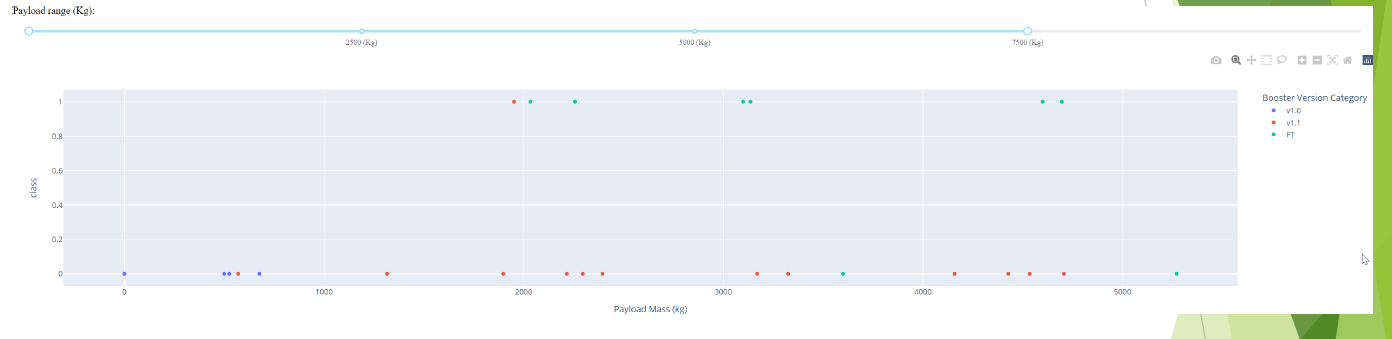 Payload range (Kg):
2500 (Kg)
5000 (Kg)
7500 (Kg)
Booster Version Category
v1.0
v1.1
FT
class
1
0.8
0.6
0.4
0.2
0
0
1000
2000
3000
4000
5000
Payload Mass (kg)